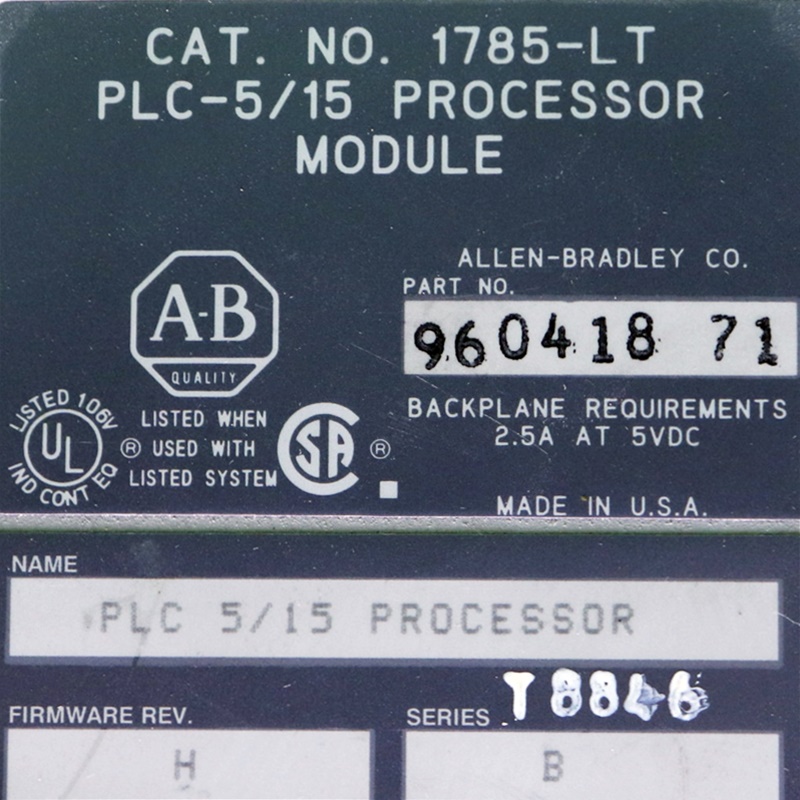 CAT. NO. 1785-LT
PLC-5/15 PROCESSOR
MODULE
A-B
QUALITY
ALLEN-BRADLEY CO.
PART NO.
960418 71
BACKPLANE REQUIREMENTS
2.5A AT 5VDC
MADE IN U.S.A.
LISTED 106V
UL
IND CONT EQ
®
LISTED WHEN
USED WITH
LISTED SYSTEM
SA
®
NAME
PLC 5/15 PROCESSOR
T8846
FIRMWARE REV.
H
SERIES
B